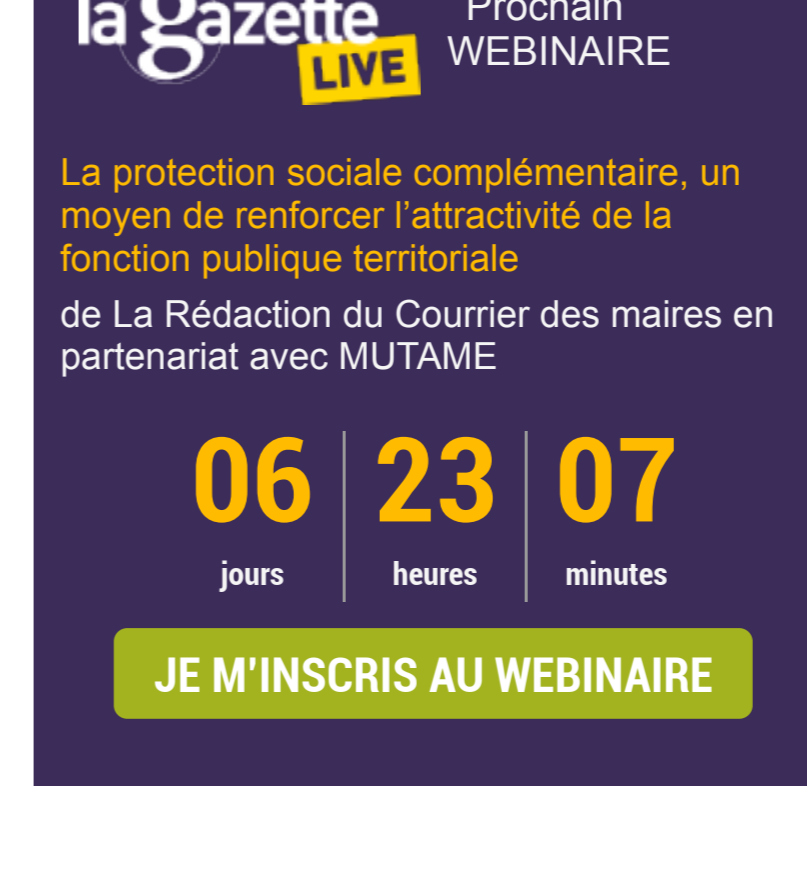 la gazette
LIVE
Prochain
WEBINAIRE
La protection sociale complémentaire, un
moyen de renforcer l’attractivité de la
fonction publique territoriale
de La Rédaction du Courrier des maires en
partenariat avec MUTAME
06 23 07
jours heures minutes
JE M’INSCRIS AU WEBINAIRE